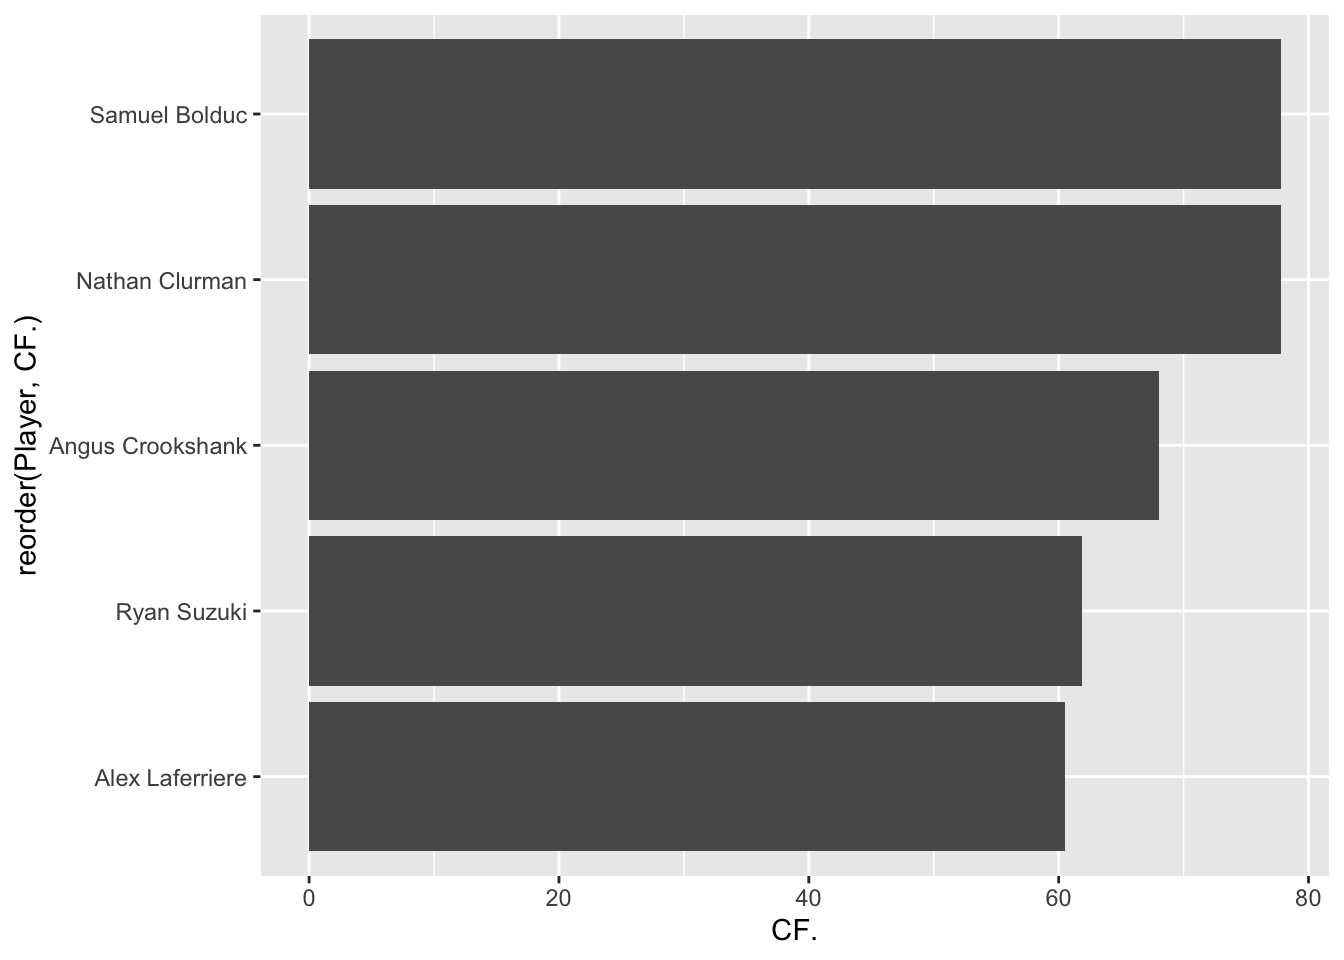 reorder(Player, CF.)
Samuel Bolduc
Nathan Clurman
Angus Crookshank
Ryan Suzuki
Alex Laferriere
0 20 40 60 80
CF.